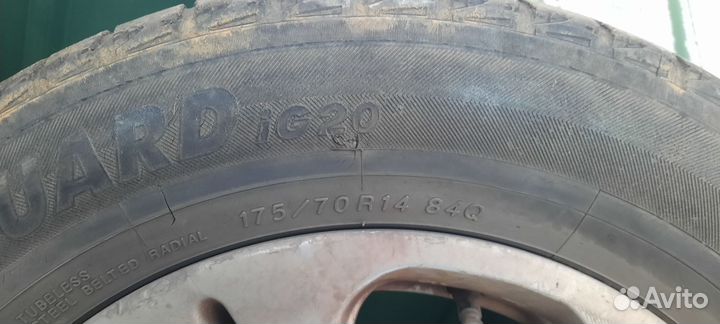 UARD iG20
175/70R14 84Q
TUBELESS
STEEL BELTED RADIAL
Avito